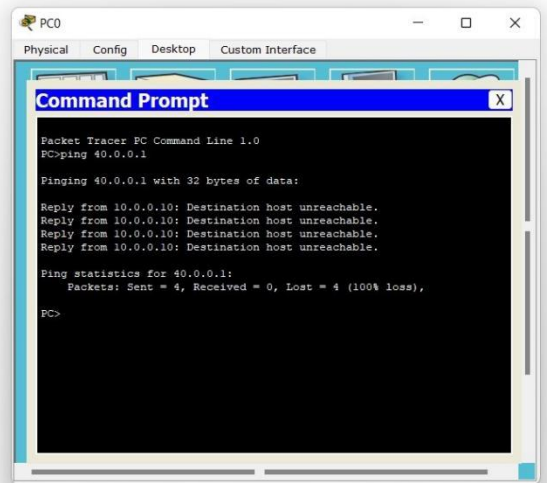 PC0
Physical Config Desktop Custom Interface
Command Prompt X
Packet Tracer PC Command Line 1.0
PC>ping 40.0.0.1
Pinging 40.0.0.1 with 32 bytes of data:
Reply from 10.0.0.10: Destination host unreachable.
Reply from 10.0.0.10: Destination host unreachable.
Reply from 10.0.0.10: Destination host unreachable.
Reply from 10.0.0.10: Destination host unreachable.
Ping statistics for 40.0.0.1:
    Packets: Sent = 4, Received = 0, Lost = 4 (100% loss),
PC>